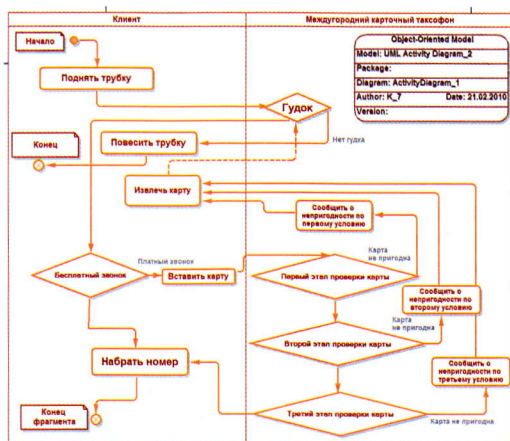 Клиент
Междугородний карточный таксофон
Начало
Поднять трубку
Object-Oriented Model
Model: UML Activity Diagram_2
Package:
Diagram: ActivityDiagram_1
Author: K_7 Date: 21.02.2010
Version:
Гудок
Нет гудка
Конец
Повесить трубку
Извлечь карту
Сообщить о
непригодности по
первому условию
Карта
не пригодна
Бесплатный звонок
Платный звонок
Вставить карту
Первый этап проверки карты
Сообщить о
непригодности по
второму условию
Карта
не пригодна
Второй этап проверки карты
Набрать номер
Сообщить о
непригодности по
третьему условию
Конец
фрагмента
Третий этап проверки карты
Карта не пригодна